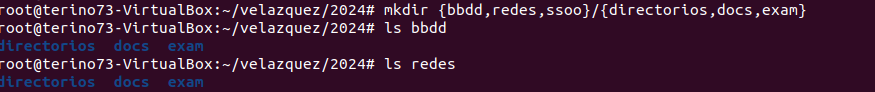 root@terino73-VirtualBox:~/velazquez/2024# mkdir {bbdd,redes,ssoo}/{directorios,docs,exam}
root@terino73-VirtualBox:~/velazquez/2024# ls bbdd
directorios  docs  exam
root@terino73-VirtualBox:~/velazquez/2024# ls redes
directorios  docs  exam